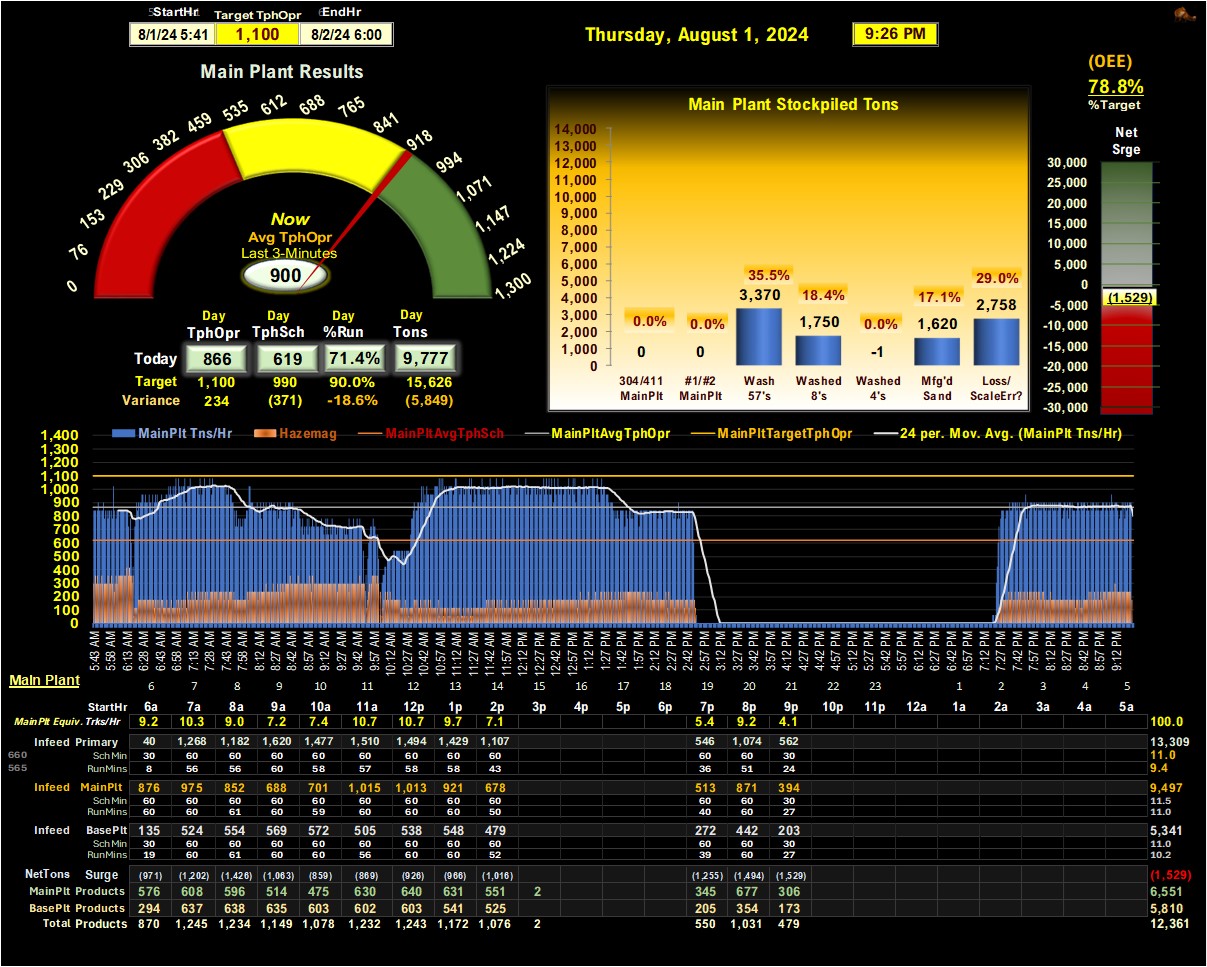 StartHr Target TphOpr EndHr
8/1/24 5:41 1,100 8/2/24 6:00
Thursday, August 1, 2024 9:26 PM
(OEE)
78.8%
%Target
Main Plant Results
0 76 153 229 306 382 459 535 612 688 765 841 918 994 1,071 1,147 1,224 1,300
Now
Avg TphOpr
Last 3-Minutes
900
Day Day Day Day
TphOpr TphSch %Run Tons
Today 866 619 71.4% 9,777
Target 1,100 990 90.0% 15,626
Variance 234 (371) -18.6% (5,849)
Main Plant Stockpiled Tons
14,000
13,000
12,000
11,000
10,000
9,000
8,000
7,000
6,000
5,000
4,000
3,000
2,000
1,000
0
0.0% 0.0% 35.5% 18.4% 0.0% 17.1% 29.0%
0 0 3,370 1,750 -1 1,620 2,758
304/411 #1/#2 Wash Washed Washed Mfg'd Loss/
MainPlt MainPlt 57's 8's 4's Sand ScaleErr?
Net
Srge
30,000
25,000
20,000
15,000
10,000
5,000
0
-5,000
-10,000
-15,000
-20,000
-25,000
-30,000
(1,529)
MainPlt Tns/Hr Hazemag MainPltAvgTphSch MainPltAvgTphOpr MainPltTargetTphOpr 24 per. Mov. Avg. (MainPlt Tns/Hr)
1,400
1,300
1,200
1,100
1,000
900
800
700
600
500
400
300
200
100
0
5:43 AM 5:58 AM 6:13 AM 6:28 AM 6:43 AM 6:58 AM 7:13 AM 7:28 AM 7:43 AM 7:58 AM 8:12 AM 8:27 AM 8:42 AM 8:57 AM 9:12 AM 9:27 AM 9:42 AM 9:57 AM 10:12 AM 10:27 AM 10:42 AM 10:57 AM 11:12 AM 11:27 AM 11:42 AM 11:57 AM 12:12 PM 12:27 PM 12:42 PM 12:57 PM 1:12 PM 1:27 PM 1:42 PM 1:57 PM 2:12 PM 2:27 PM 2:42 PM 2:57 PM 3:12 PM 3:27 PM 3:42 PM 3:57 PM 4:12 PM 4:27 PM 4:42 PM 4:57 PM 5:12 PM 5:27 PM 5:42 PM 5:57 PM 6:12 PM 6:27 PM 6:42 PM 6:57 PM 7:12 PM 7:27 PM 7:42 PM 7:57 PM 8:12 PM 8:27 PM 8:42 PM 8:57 PM 9:12 PM
Main Plant
6 7 8 9 10 11 12 13 14 15 16 17 18 19 20 21 22 23 1 2 3 4 5
StartHr 6a 7a 8a 9a 10a 11a 12p 1p 2p 3p 4p 5p 6p 7p 8p 9p 10p 11p 12a 1a 2a 3a 4a 5a
MainPlt Equiv. Trks/Hr 9.2 10.3 9.0 7.2 7.4 10.7 10.7 9.7 7.1 5.4 9.2 4.1 100.0
Infeed Primary 40 1,268 1,182 1,620 1,477 1,510 1,494 1,429 1,107 546 1,074 562 13,309
660 SchMin 30 60 60 60 60 60 60 60 60 60 60 30 11.0
565 RunMins 8 56 56 60 58 57 58 58 43 36 51 24 9.4
Infeed MainPlt 876 975 852 688 701 1,015 1,013 921 678 513 871 394 9,497
SchMin 60 60 60 60 60 60 60 60 60 60 60 30 11.5
RunMins 60 60 61 60 59 60 60 60 50 40 60 27 11.0
Infeed BasePlt 135 524 554 569 572 505 538 548 479 272 442 203 5,341
SchMin 30 60 60 60 60 60 60 60 60 60 60 30 11.0
RunMins 19 60 61 60 60 56 60 60 52 39 60 27 10.2
NetTons Surge (971) (1,202) (1,426) (1,063) (859) (869) (926) (966) (1,016) (1,255) (1,494) (1,529) (1,529)
MainPlt Products 576 608 596 514 475 630 640 631 551 2 345 677 306 6,551
BasePlt Products 294 637 638 635 603 602 603 541 525 205 354 173 5,810
Total Products 870 1,245 1,234 1,149 1,078 1,232 1,243 1,172 1,076 2 550 1,031 479 12,361